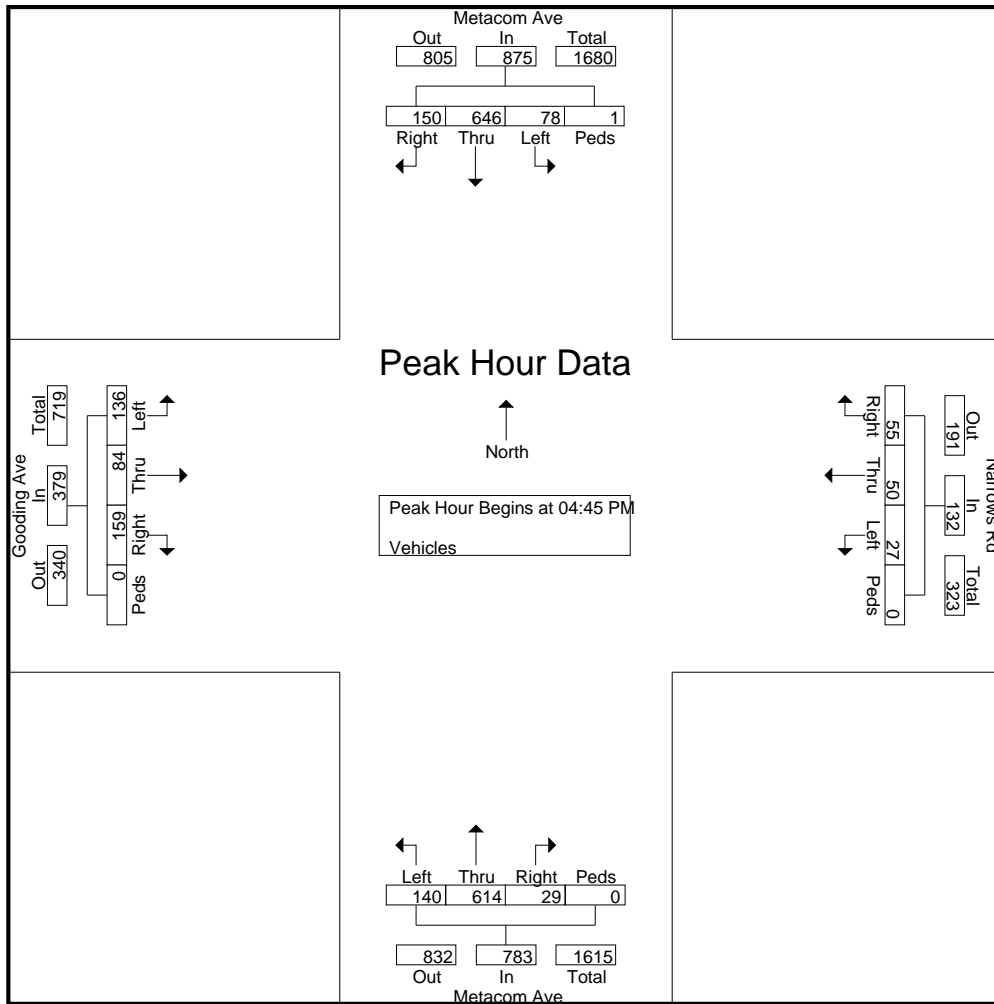 Metacom Ave
Out In Total
805 875 1680
150 646 78 1
Right Thru Left Peds
Peak Hour Data
North
Peak Hour Begins at 04:45 PM
Vehicles
Gooding Ave
Out In Total
340 379 719
0 159 84 136
Peds Right Thru Left
Narrows Rd
Out In Total
191 132 323
55 50 27 0
Right Thru Left Peds
Left Thru Right Peds
140 614 29 0
832 783 1615
Out In Total
Metacom Ave